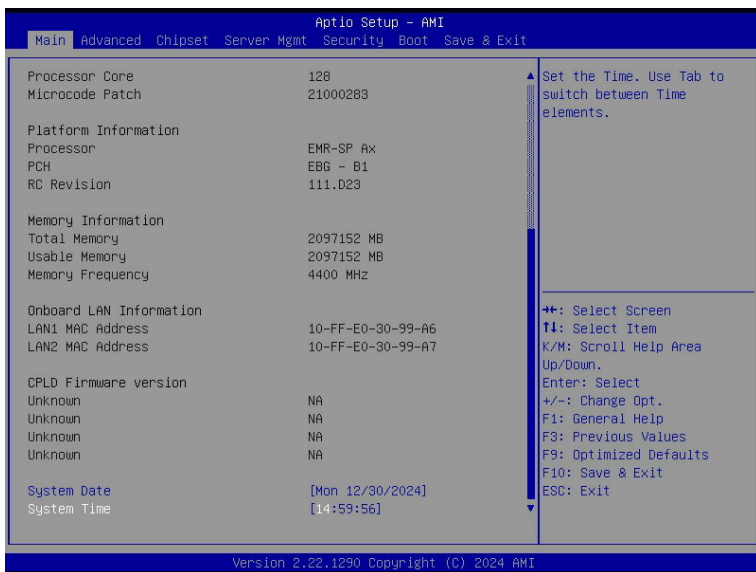 Aptio Setup – AMI
Main Advanced Chipset Server Mgmt Security Boot Save & Exit
Processor Core 128
Microcode Patch 21000283
Platform Information
Processor EMR-SP Ax
PCH EBG - B1
RC Revision 111.D23
Memory Information
Total Memory 2097152 MB
Usable Memory 2097152 MB
Memory Frequency 4400 MHz
Onboard LAN Information
LAN1 MAC Address 10-FF-E0-30-99-A6
LAN2 MAC Address 10-FF-E0-30-99-A7
CPLD Firmware version
Unknown NA
Unknown NA
Unknown NA
Unknown NA
System Date [Mon 12/30/2024]
System Time [14:59:56]
Set the Time. Use Tab to
switch between Time
elements.
→←: Select Screen
↑↓: Select Item
K/M: Scroll Help Area
Up/Down.
Enter: Select
+/-: Change Opt.
F1: General Help
F3: Previous Values
F9: Optimized Defaults
F10: Save & Exit
ESC: Exit
Version 2.22.1290 Copyright (C) 2024 AMI